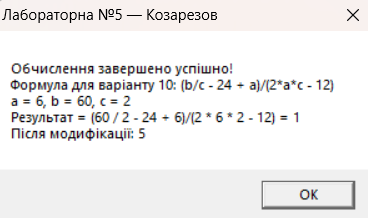 Лабораторна №5 — Козарезов
Обчислення завершено успішно!
Формула для варіанту 10: (b/c - 24 + a)/(2*a*c - 12)
a = 6, b = 60, c = 2
Результат = (60 / 2 - 24 + 6)/(2 * 6 * 2 - 12) = 1
Після модифікації: 5
OK